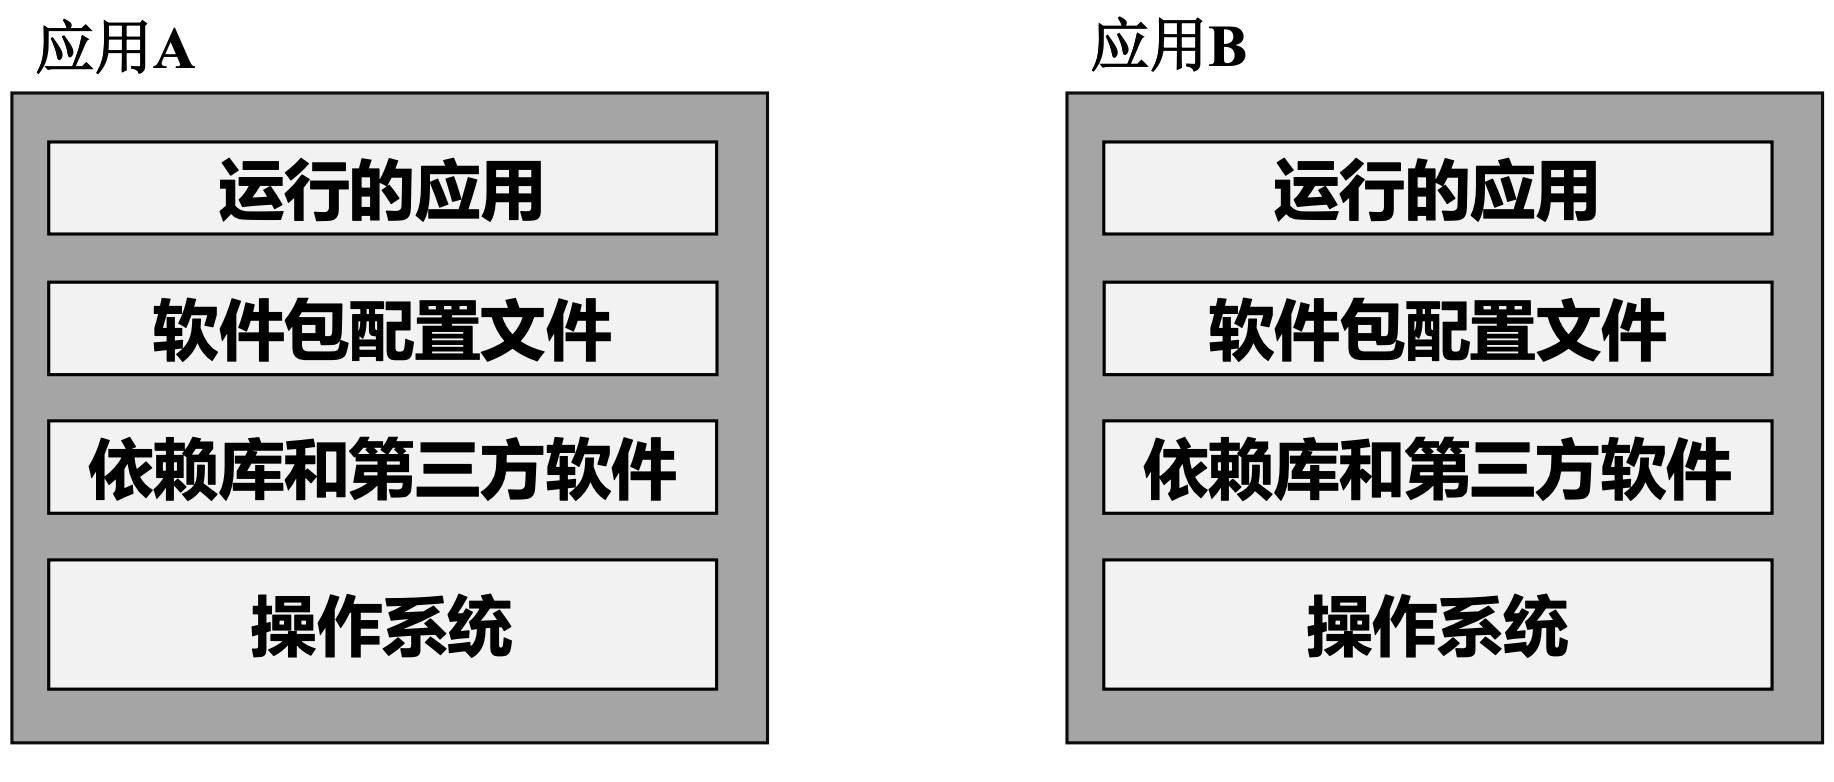 应用A
运行的应用
软件包配置文件
依赖库和第三方软件
操作系统
应用B
运行的应用
软件包配置文件
依赖库和第三方软件
操作系统